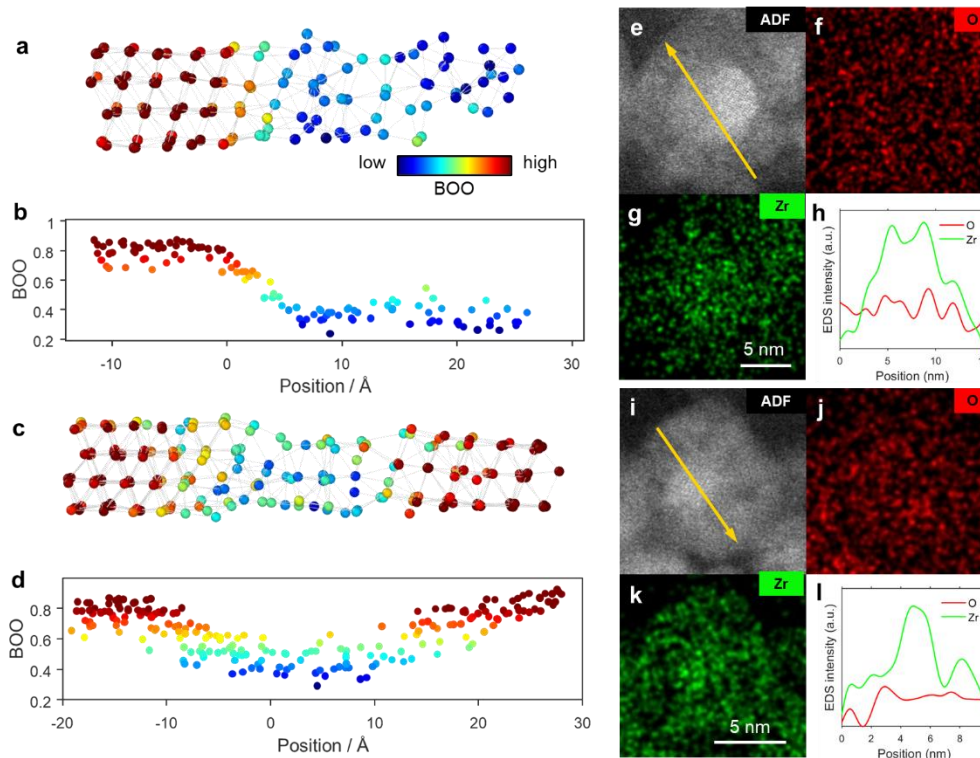 a
low
high
BOO
b
1
0.8
0.6
0.4
0.2
BOO
-10
0
10
20
30
Position / Å
c
d
0.8
0.6
0.4
0.2
BOO
-20
-10
0
10
20
30
Position / Å
e
ADF
f
O
g
Zr
5 nm
h
O
Zr
EDS intensity (a.u.)
0
5
10
Position (nm)
i
ADF
j
O
k
Zr
5 nm
l
O
Zr
EDS intensity (a.u.)
0
2
4
6
8
Position (nm)